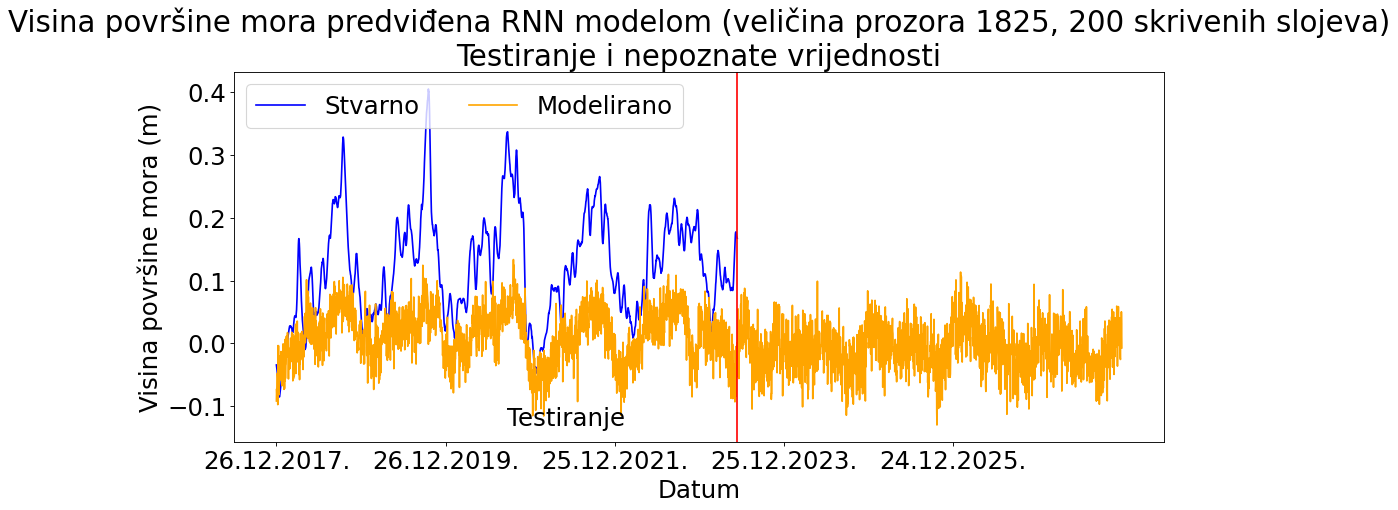 Visina površine mora predviđena RNN modelom (veličina prozora 1825, 200 skrivenih slojeva)
Testiranje i nepoznate vrijednosti
Stvarno Modelirano
Visina površine mora (m)
0.4
0.3
0.2
0.1
0.0
−0.1
Testiranje
26.12.2017. 26.12.2019. 25.12.2021. 25.12.2023. 24.12.2025.
Datum